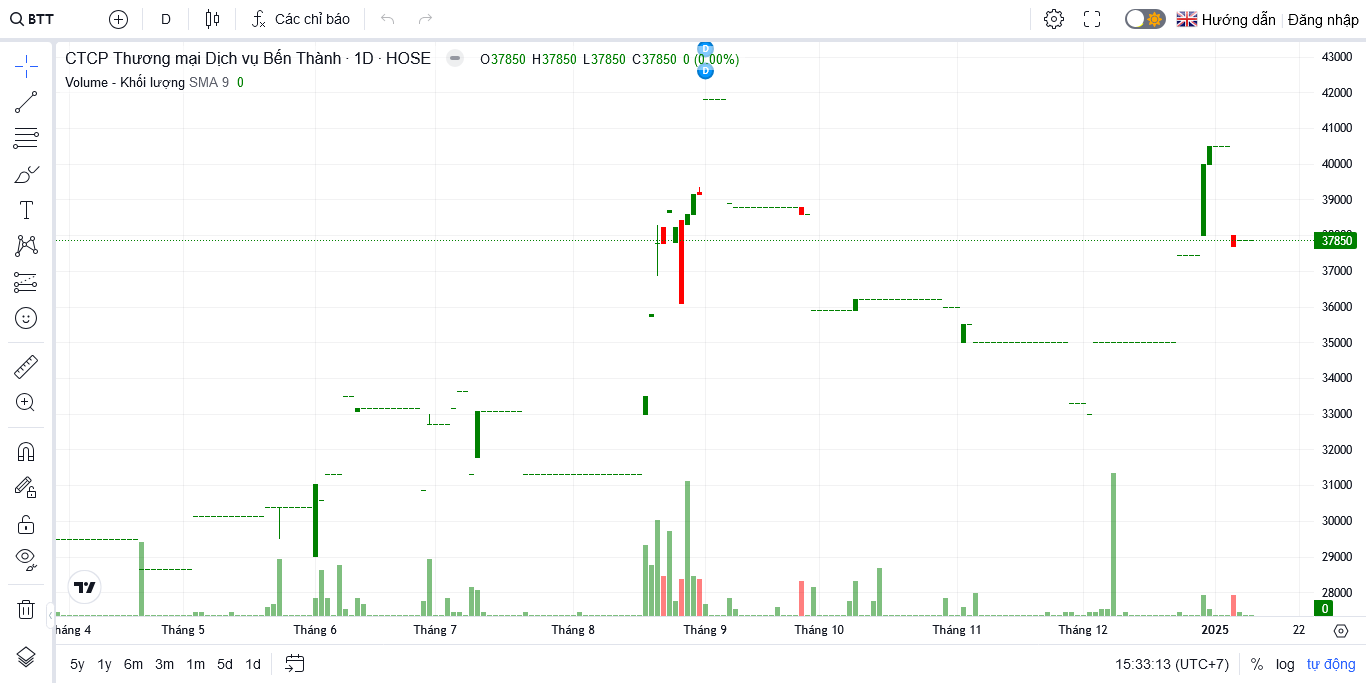 BTT D Các chỉ báo Hướng dẫn Đăng nhập
CTCP Thương mại Dịch vụ Bến Thành · 1D · HOSE O37850 H37850 L37850 C37850 0 (0.00%)
Volume - Khối lượng SMA 9 0
D
D
43000
42000
41000
40000
39000
38000
37850
37000
36000
35000
34000
33000
32000
31000
30000
29000
28000
0
háng 4 Tháng 5 Tháng 6 Tháng 7 Tháng 8 Tháng 9 Tháng 10 Tháng 11 Tháng 12 2025 22
5y 1y 6m 3m 1m 5d 1d 15:33:13 (UTC+7) % log tự động